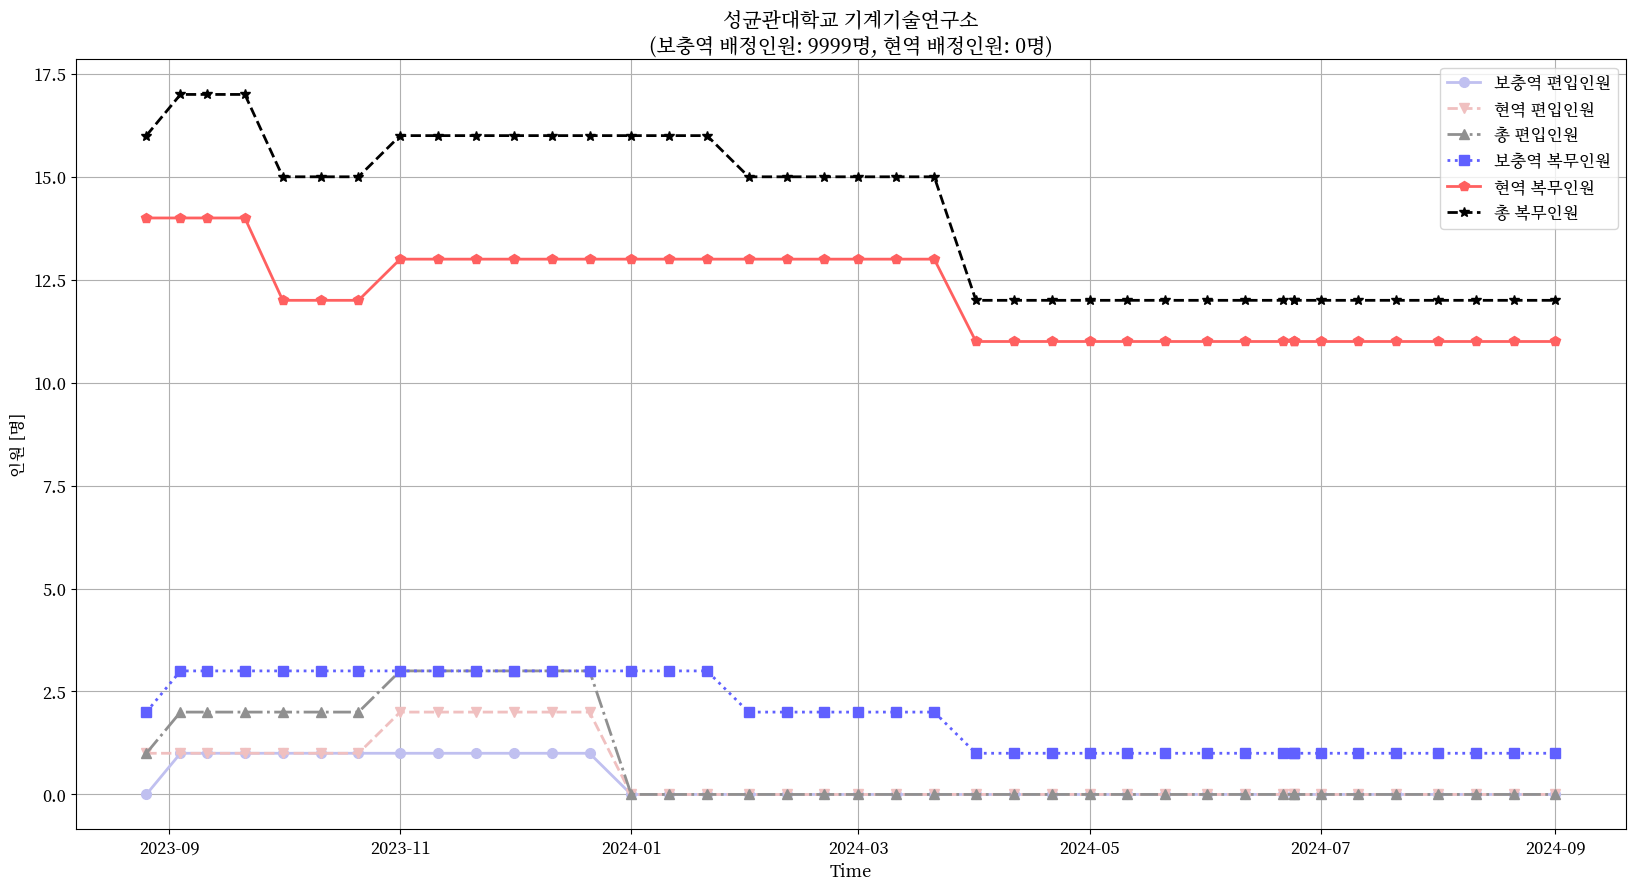 성균관대학교 기계기술연구소
(보충역 배정인원: 9999명, 현역 배정인원: 0명)
17.5
15.0
12.5
10.0
7.5
5.0
2.5
0.0
인원 [명]
보충역 편입인원
현역 편입인원
총 편입인원
보충역 복무인원
현역 복무인원
총 복무인원
2023-09 2023-11 2024-01 2024-03 2024-05 2024-07 2024-09
Time